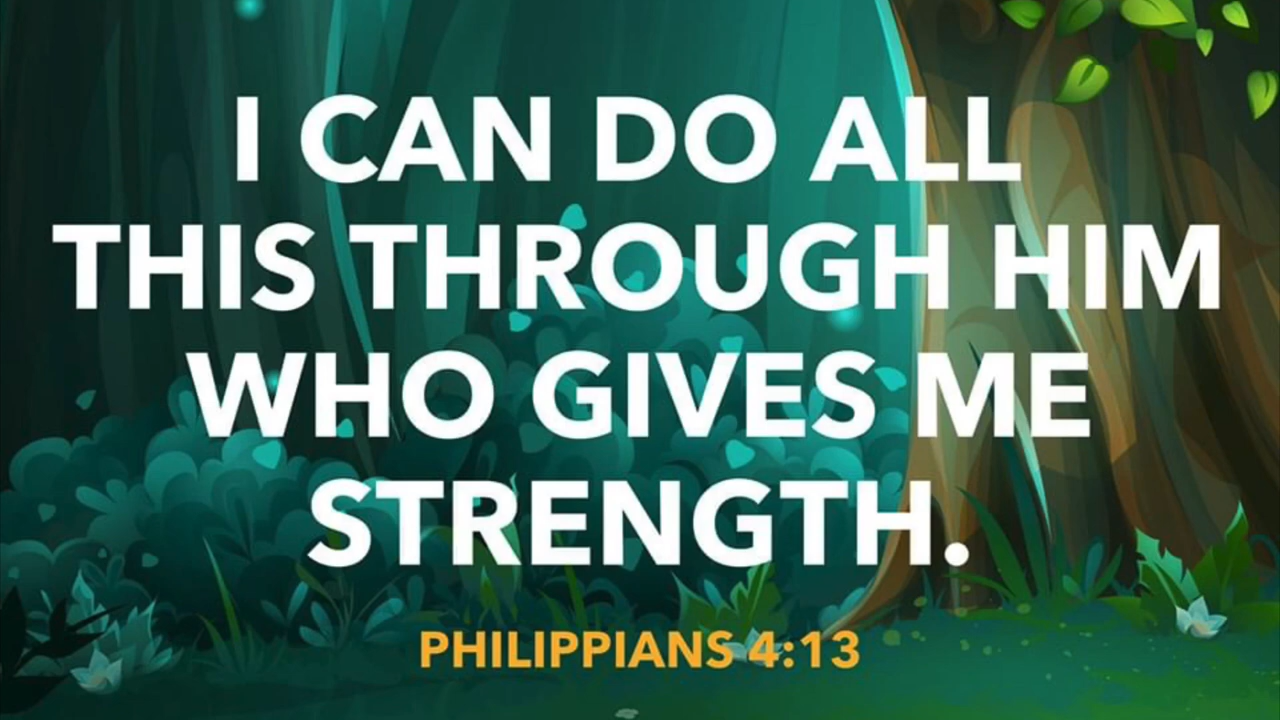 I CAN DO ALL
THIS THROUGH HIM
WHO GIVES ME
STRENGTH.
PHILIPPIANS 4:13